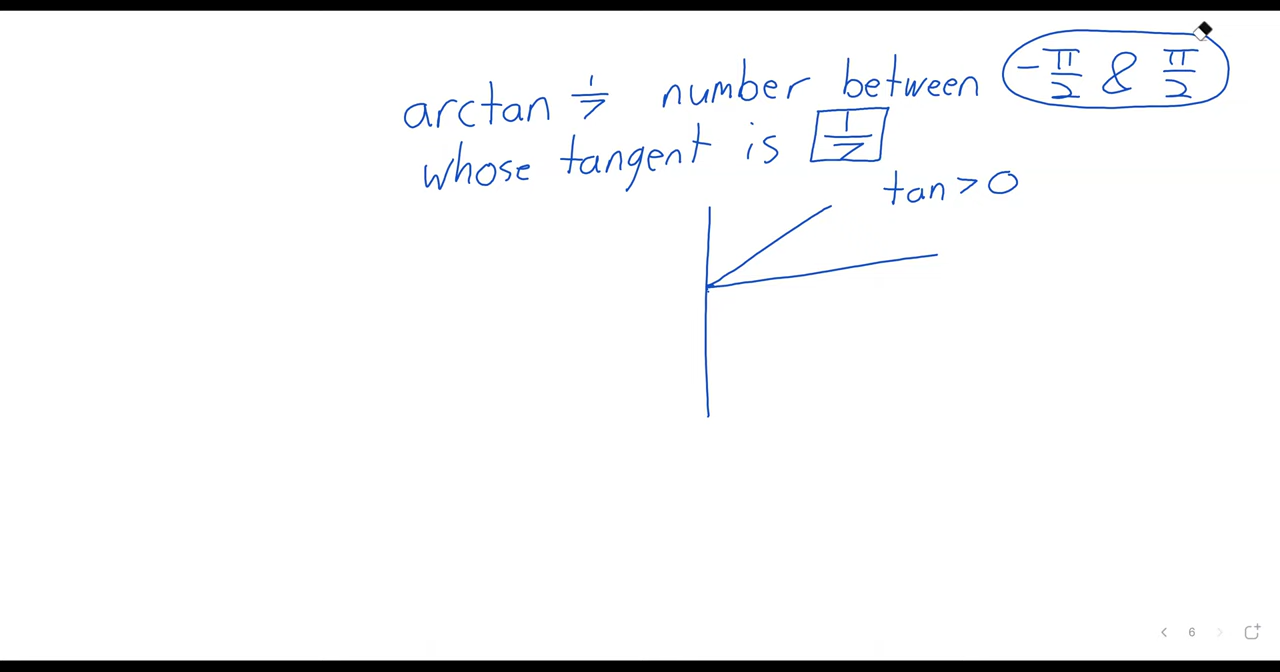 arctan 1/7 number between -π/2 & π/2
whose tangent is 1/7
tan > 0
6